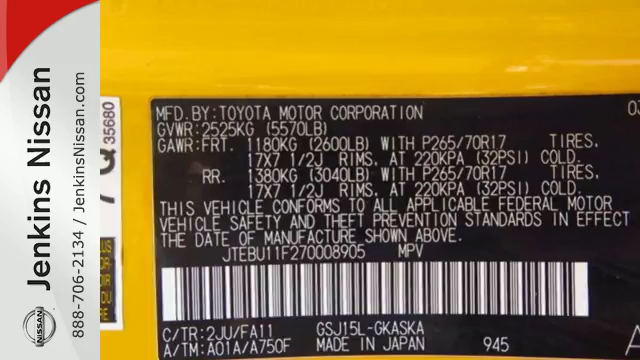 Jenkins Nissan
888-706-2134 / JenkinsNissan.com
NISSAN
35680
MFD.BY:TOYOTA MOTOR CORPORATION
GVWR:2525KG (5570LB)
GAWR:FRT. 1180KG (2600LB) WITH P265/70R17 TIRES,
17X7 1/2J RIMS, AT 220KPA (32PSI) COLD.
RR. 1380KG (3040LB) WITH P265/70R17 TIRES,
17X7 1/2J RIMS, AT 220KPA (32PSI) COLD.
THIS VEHICLE CONFORMS TO ALL APPLICABLE FEDERAL MOTOR
VEHICLE SAFETY AND THEFT PREVENTION STANDARDS IN EFFECT
THE DATE OF MANUFACTURE SHOWN ABOVE.
JTEBU11F270008905 MPV
C/TR:2JU/FA11 GSJ15L-GKASKA
A/TM:A01A/A750F MADE IN JAPAN 945